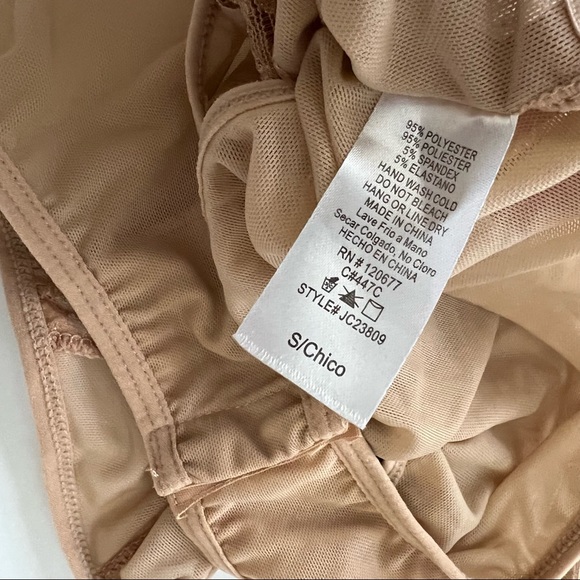 95% POLYESTER
95% POLIESTER
5% SPANDEX
5% ELASTANO
HAND WASH COLD
DO NOT BLEACH
HANG OR LINE DRY
MADE IN CHINA
Lave Frio a Mano
Secar Colgado, No Cloro
HECHO EN CHINA
RN # 120677
C#447C
STYLE# JC23809
S/Chico